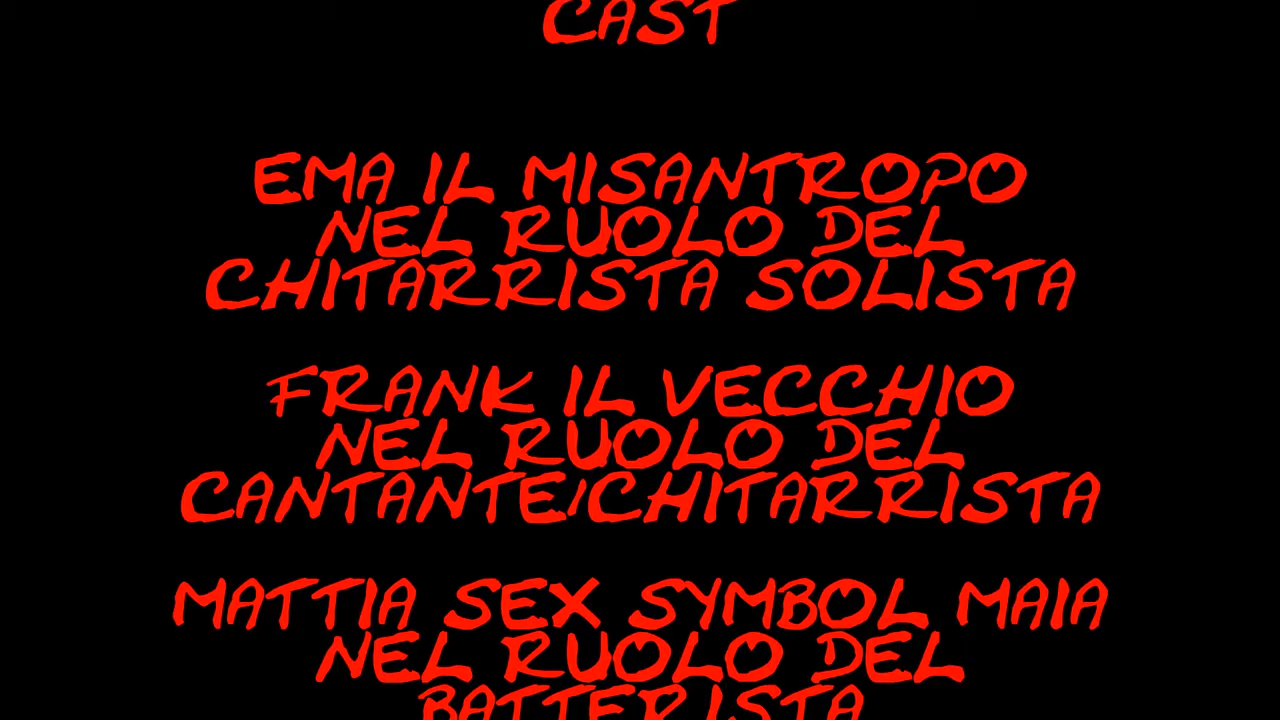 CAST
EMA IL MISANTROPO
NEL RUOLO DEL
CHITARRISTA SOLISTA
FRANK IL VECCHIO
NEL RUOLO DEL
CANTANTE/CHITARRISTA
MATTIA SEX SYMBOL MAIA
NEL RUOLO DEL
BATTERISTA